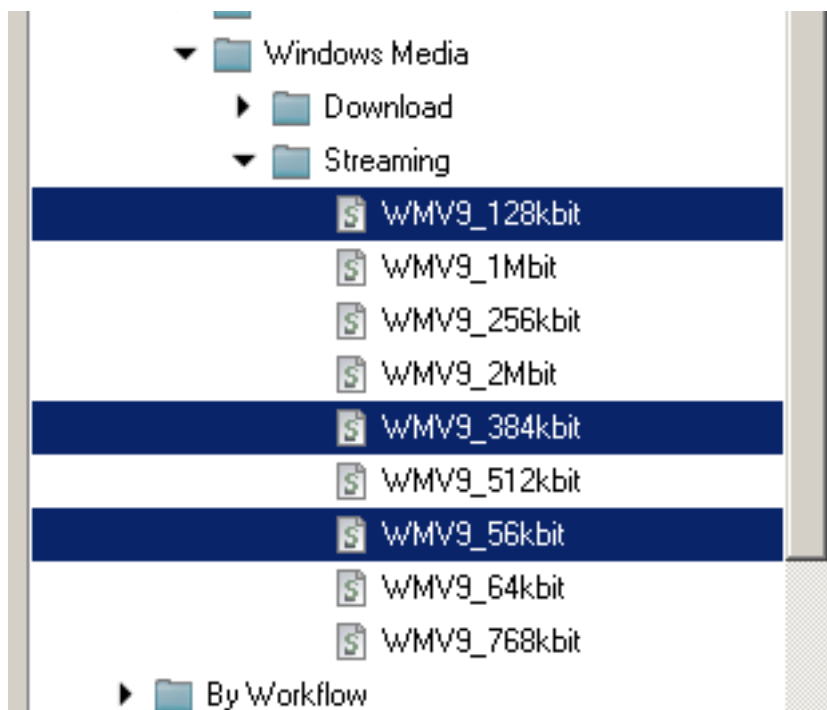 Windows Media
Download
Streaming
WMV9_128kbit
WMV9_1Mbit
WMV9_256kbit
WMV9_2Mbit
WMV9_384kbit
WMV9_512kbit
WMV9_56kbit
WMV9_64kbit
WMV9_768kbit
By Workflow